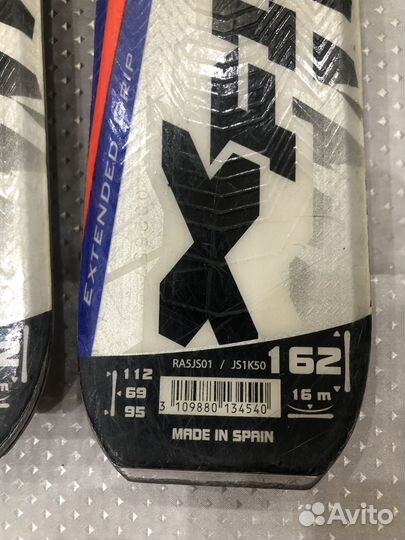 EXTENDED GRIP
X
RA5JS01 / JS1K50
162
112
69
95
16 m
3 109880 134540
MADE IN SPAIN
Avito